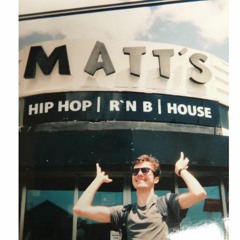 MATT'S
HIP HOP | R'N B | HOUSE